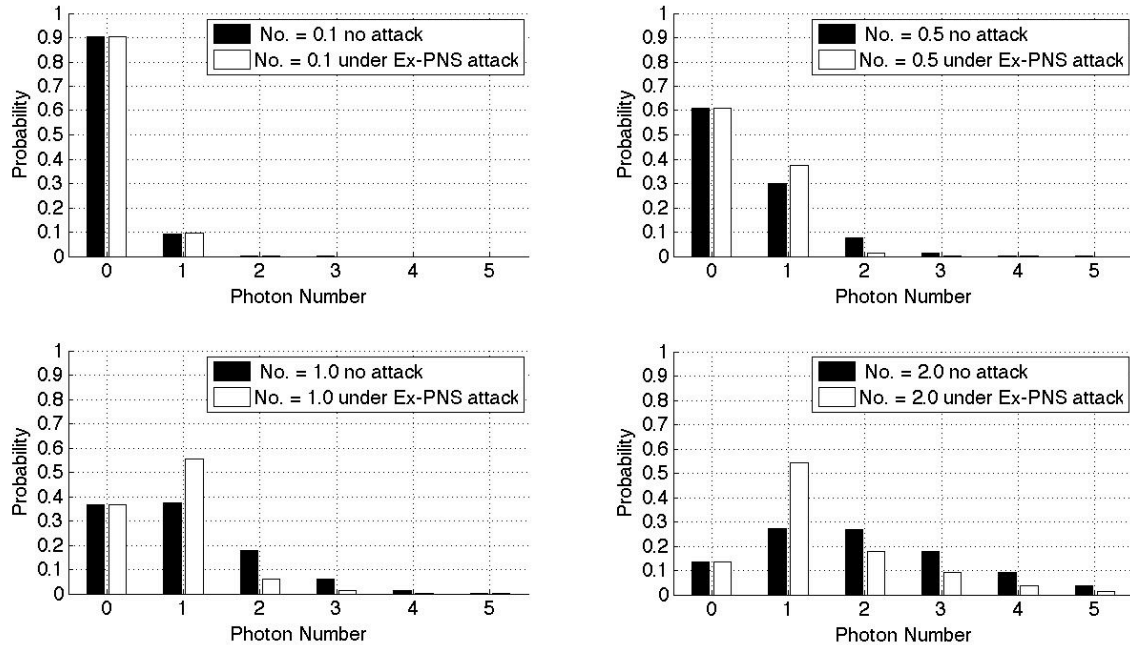 1
0.9
0.8
0.7
0.6
0.5
0.4
0.3
0.2
0.1
0
Probability
No. = 0.1 no attack
No. = 0.1 under Ex-PNS attack
0 1 2 3 4 5
Photon Number
1
0.9
0.8
0.7
0.6
0.5
0.4
0.3
0.2
0.1
0
Probability
No. = 0.5 no attack
No. = 0.5 under Ex-PNS attack
0 1 2 3 4 5
Photon Number
1
0.9
0.8
0.7
0.6
0.5
0.4
0.3
0.2
0.1
0
Probability
No. = 1.0 no attack
No. = 1.0 under Ex-PNS attack
0 1 2 3 4 5
Photon Number
1
0.9
0.8
0.7
0.6
0.5
0.4
0.3
0.2
0.1
0
Probability
No. = 2.0 no attack
No. = 2.0 under Ex-PNS attack
0 1 2 3 4 5
Photon Number